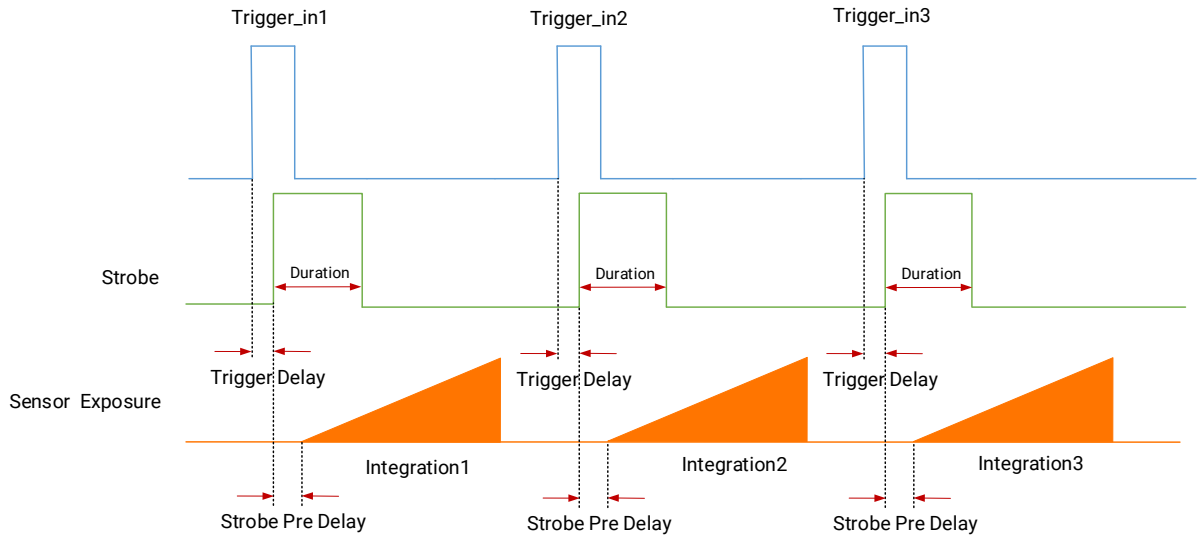 Trigger_in1
Trigger_in2
Trigger_in3
Strobe
Duration
Duration
Duration
Trigger Delay
Trigger Delay
Trigger Delay
Sensor Exposure
Integration1
Integration2
Integration3
Strobe Pre Delay
Strobe Pre Delay
Strobe Pre Delay